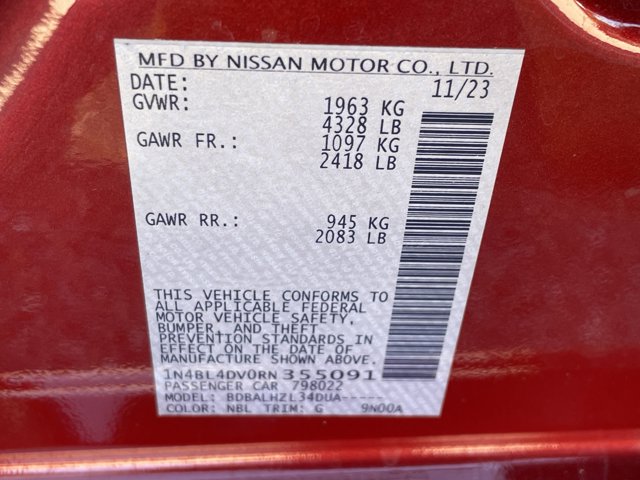 MFD BY NISSAN MOTOR CO., LTD.
DATE: 11/23
GVWR: 1963 KG
4328 LB
GAWR FR.: 1097 KG
2418 LB
GAWR RR.: 945 KG
2083 LB
THIS VEHICLE CONFORMS TO
ALL APPLICABLE FEDERAL
MOTOR VEHICLE SAFETY,
BUMPER, AND THEFT
PREVENTION STANDARDS IN
EFFECT ON THE DATE OF
MANUFACTURE SHOWN ABOVE.
1N4BL4DV0RN355091
PASSENGER CAR 798022
MODEL: BDBALHZL34DUA-----
COLOR: NBL TRIM: G 9N00A